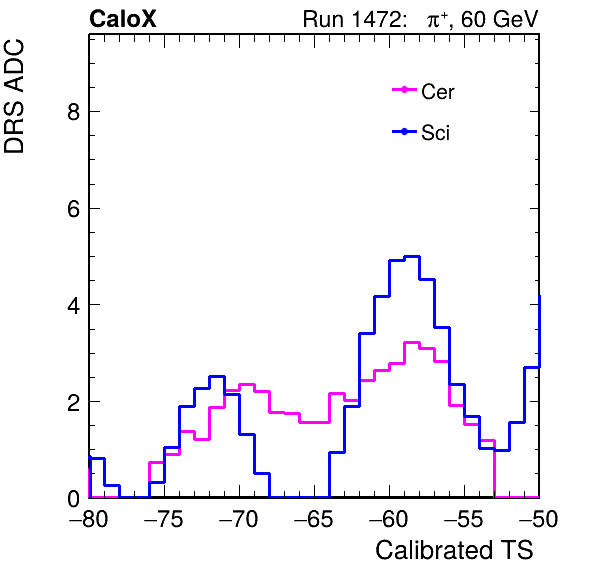 CaloX Run 1472: π⁺, 60 GeV
DRS ADC
Cer
Sci
8
6
4
2
0
−80 −75 −70 −65 −60 −55 −50
Calibrated TS